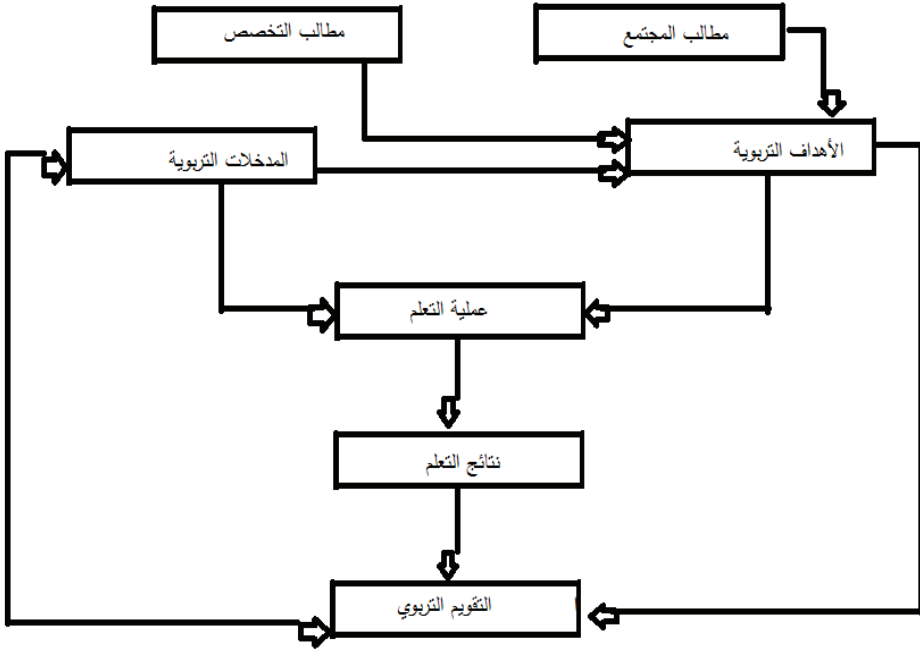 مطالب المجتمع
مطالب التخصص
الأهداف التربوية
المدخلات التربوية
عملية التعلم
نتائج التعلم
التقويم التربوي